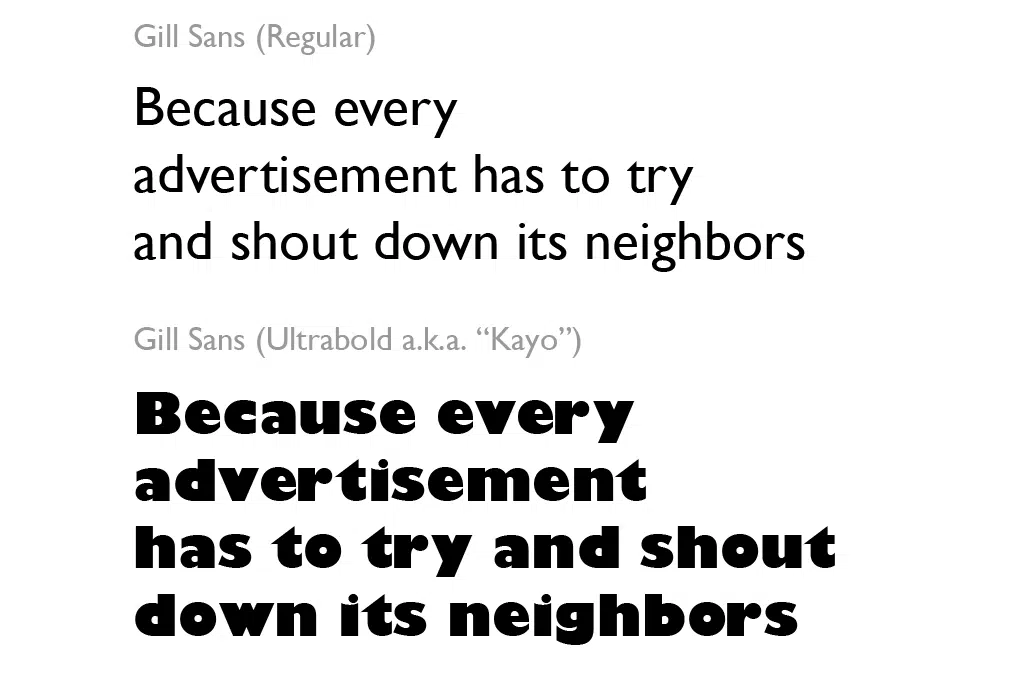 Gill Sans (Regular)
Because every
advertisement has to try
and shout down its neighbors
Gill Sans (Ultrabold a.k.a. “Kayo”)
Because every
advertisement
has to try and shout
down its neighbors